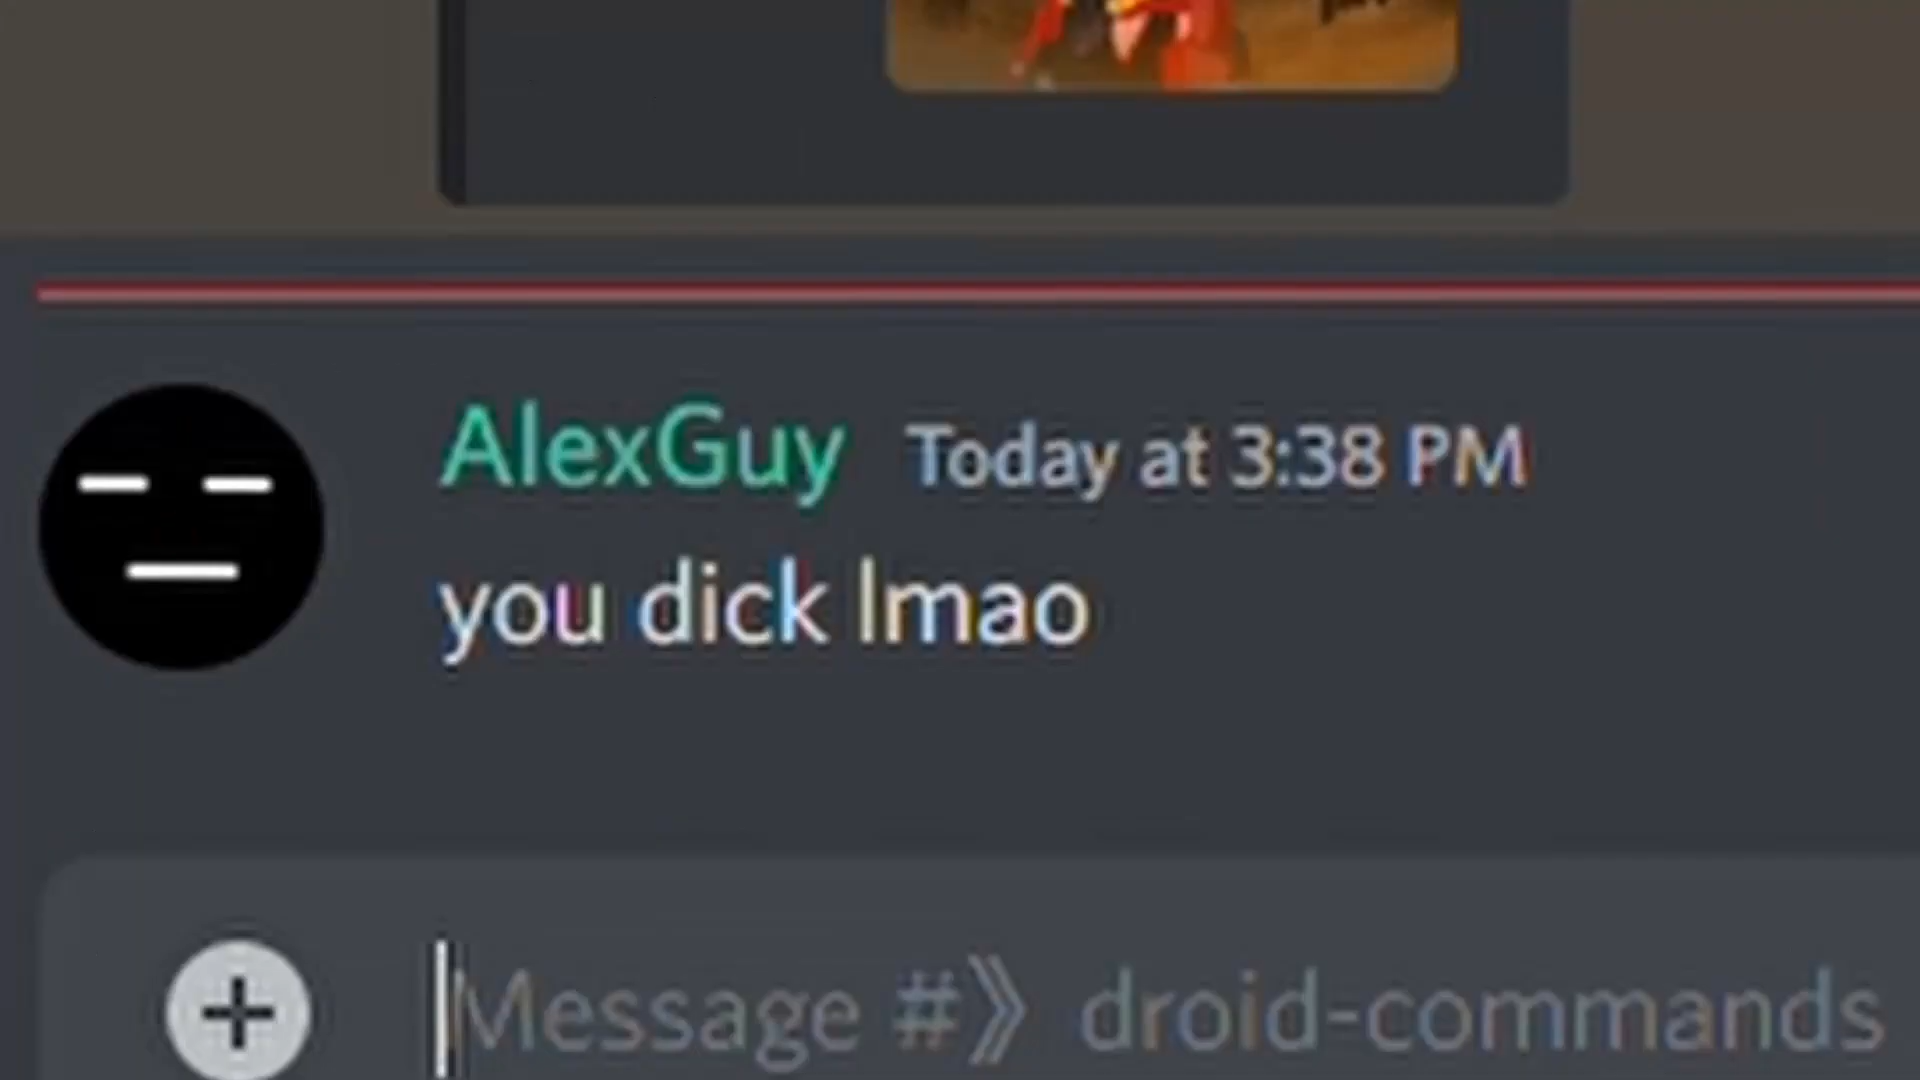 AlexGuy Today at 3:38 PM
you dick lmao
Message #》 droid-commands